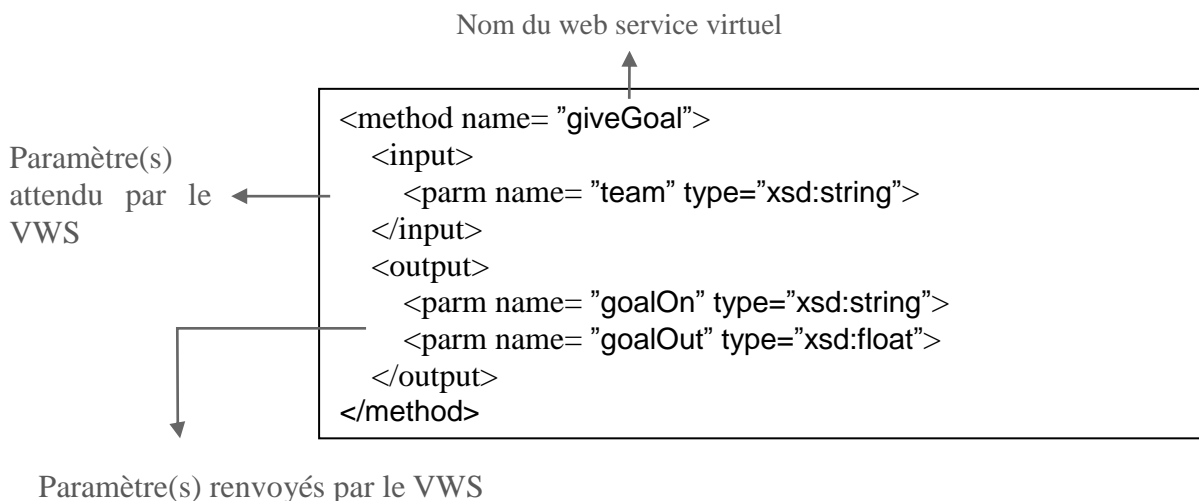 Nom du web service virtuel
<method name= ”giveGoal”>
<input>
<parm name= ”team” type=”xsd:string”>
</input>
<output>
<parm name= ”goalOn” type=”xsd:string”>
<parm name= ”goalOut” type=”xsd:float”>
</output>
</method>
Paramètre(s)
attendu par le
VWS
Paramètre(s) renvoyés par le VWS